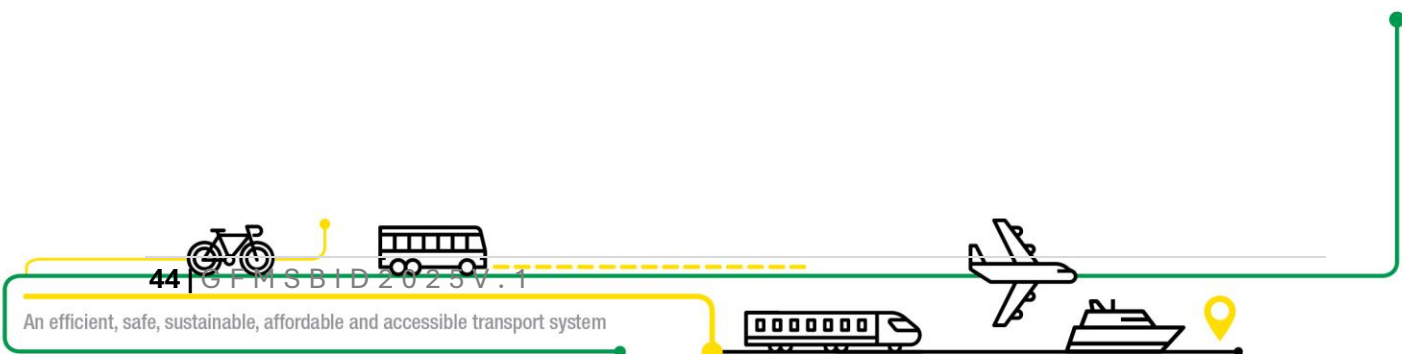 44 | G F M S B I D 2 0 2 5 V . 1
An efficient, safe, sustainable, affordable and accessible transport system